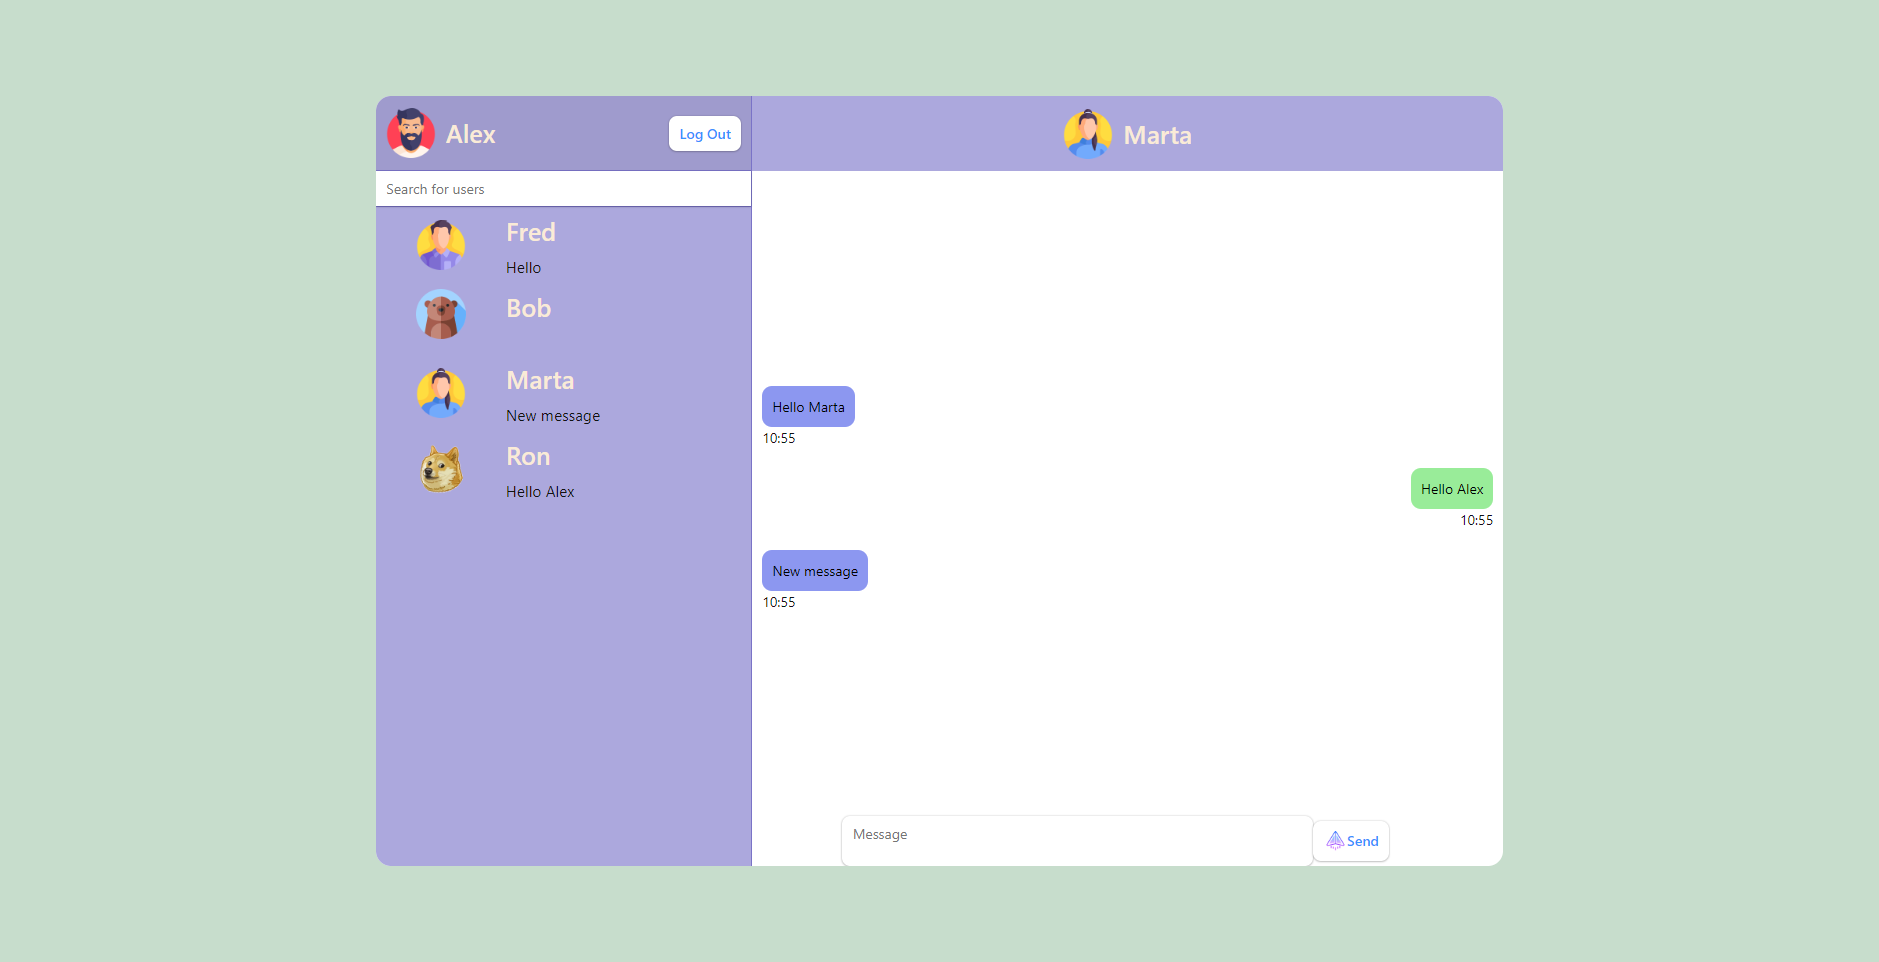 Alex
Log Out
Search for users
Fred
Hello
Bob
Marta
New message
Ron
Hello Alex
Marta
Hello Marta
10:55
Hello Alex
10:55
New message
10:55
Message
Send